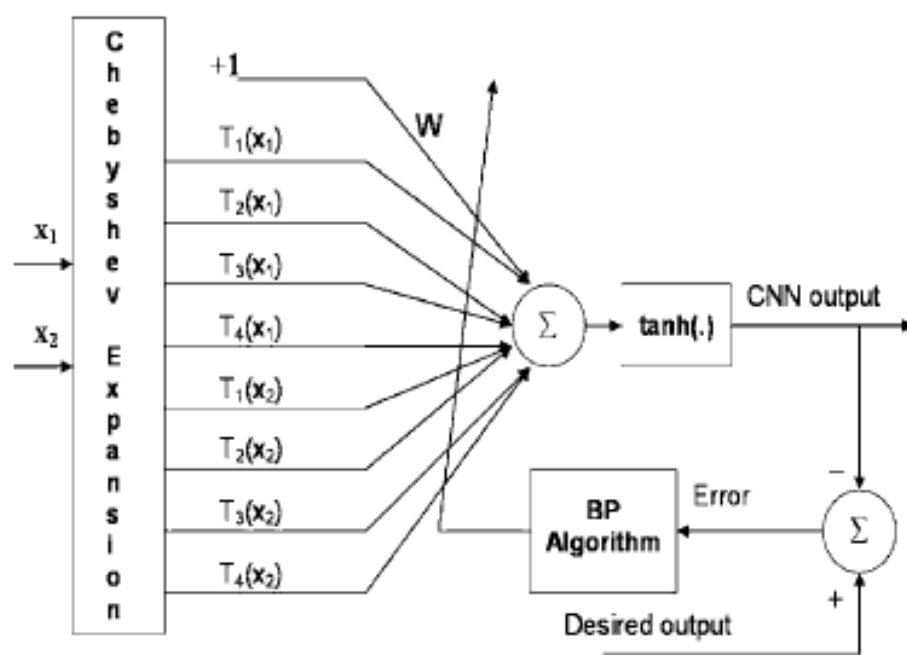 Chebyshev Expansion
+1
W
T₁(x₁)
T₂(x₁)
x₁
T₃(x₁)
x₂
T₄(x₁)
T₁(x₂)
T₂(x₂)
T₃(x₂)
T₄(x₂)
Σ
tanh(.)
CNN output
−
Σ
+
Error
BP
Algorithm
Desired output